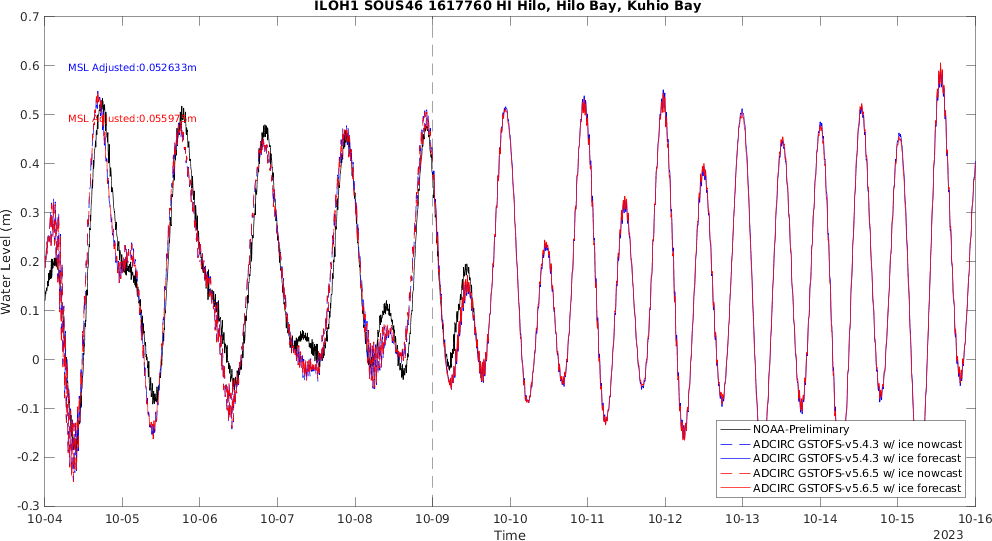 ILOH1 SOUS46 1617760 HI Hilo, Hilo Bay, Kuhio Bay
0.7
0.6
0.5
0.4
0.3
0.2
0.1
0
-0.1
-0.2
-0.3
Water Level (m)
MSL Adjusted:0.052633m
MSL Adjusted:
NOAA-Preliminary
ADCIRC GSTOFS-v5.4.3 w/ ice nowcast
ADCIRC GSTOFS-v5.4.3 w/ ice forecast
ADCIRC GSTOFS-v5.6.5 w/ ice nowcast
ADCIRC GSTOFS-v5.6.5 w/ ice forecast
10-04 10-05 10-06 10-07 10-08 10-09 10-10 10-11 10-12 10-13 10-14 10-15 10-16
Time
2023